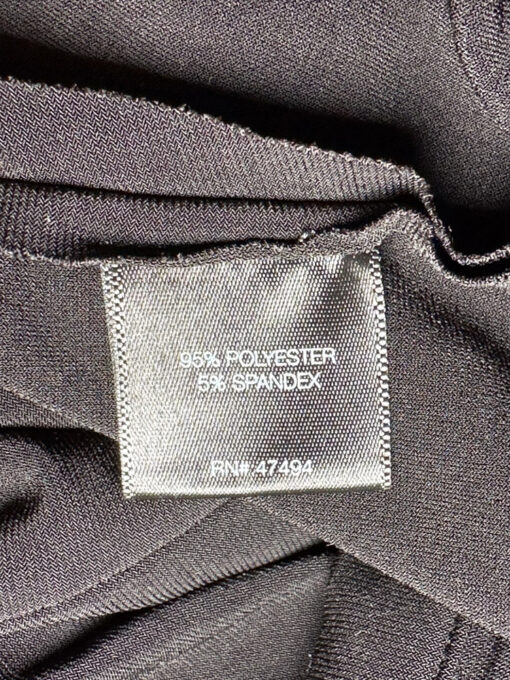 95% POLYESTER
5% SPANDEX
RN# 47494